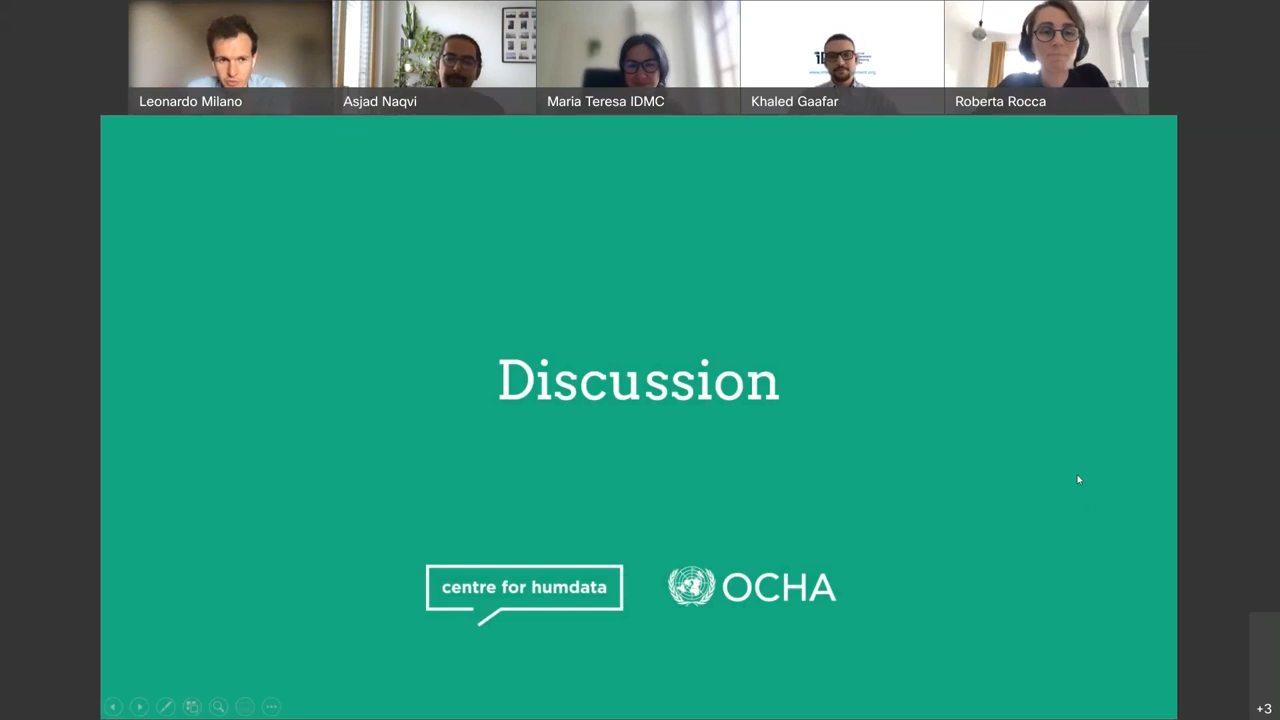 Leonardo Milano
Asjad Naqvi
Maria Teresa IDMC
Khaled Gaafar
Roberta Rocca
Discussion
centre for humdata
OCHA
+3